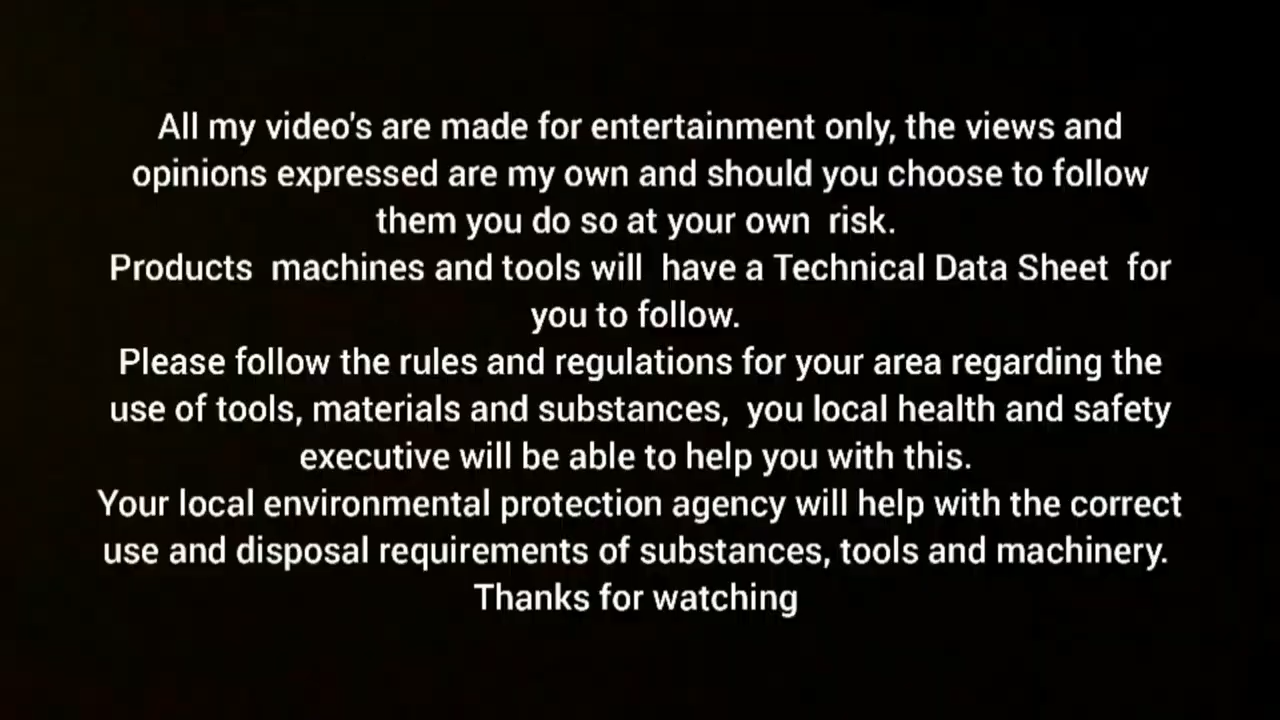 All my video's are made for entertainment only, the views and
opinions expressed are my own and should you choose to follow
them you do so at your own  risk.
Products  machines and tools will  have a Technical Data Sheet  for
you to follow.
Please follow the rules and regulations for your area regarding the
use of tools, materials and substances,  you local health and safety
executive will be able to help you with this.
Your local environmental protection agency will help with the correct
use and disposal requirements of substances, tools and machinery.
Thanks for watching